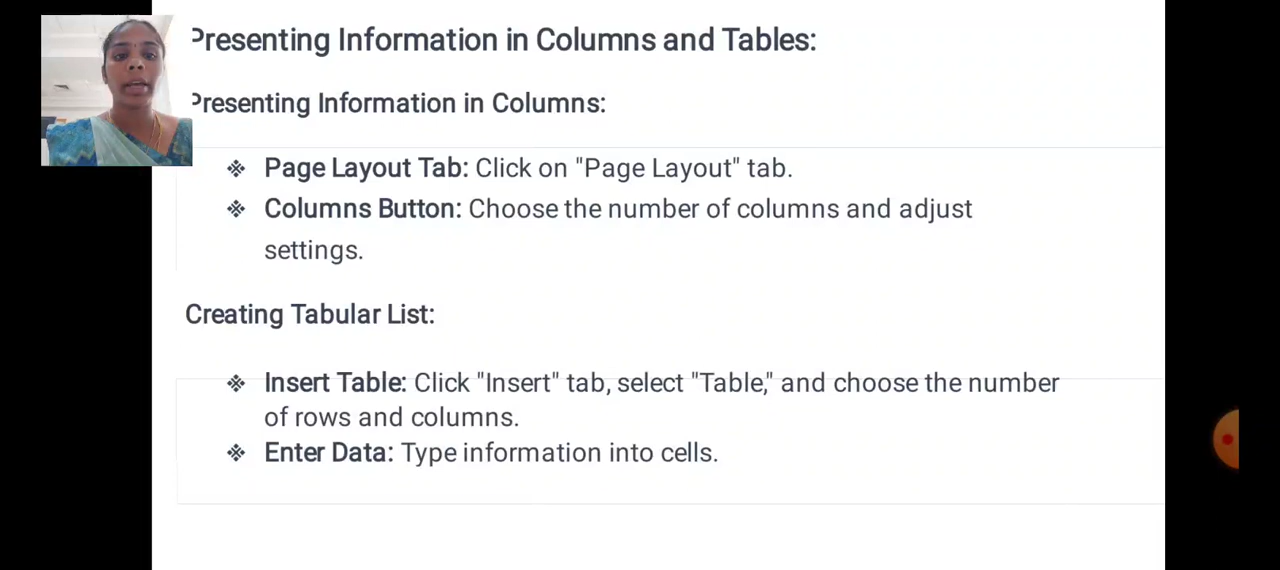 Presenting Information in Columns and Tables:
Presenting Information in Columns:
❖ Page Layout Tab: Click on "Page Layout" tab.
❖ Columns Button: Choose the number of columns and adjust
settings.
Creating Tabular List:
❖ Insert Table: Click "Insert" tab, select "Table," and choose the number
of rows and columns.
❖ Enter Data: Type information into cells.